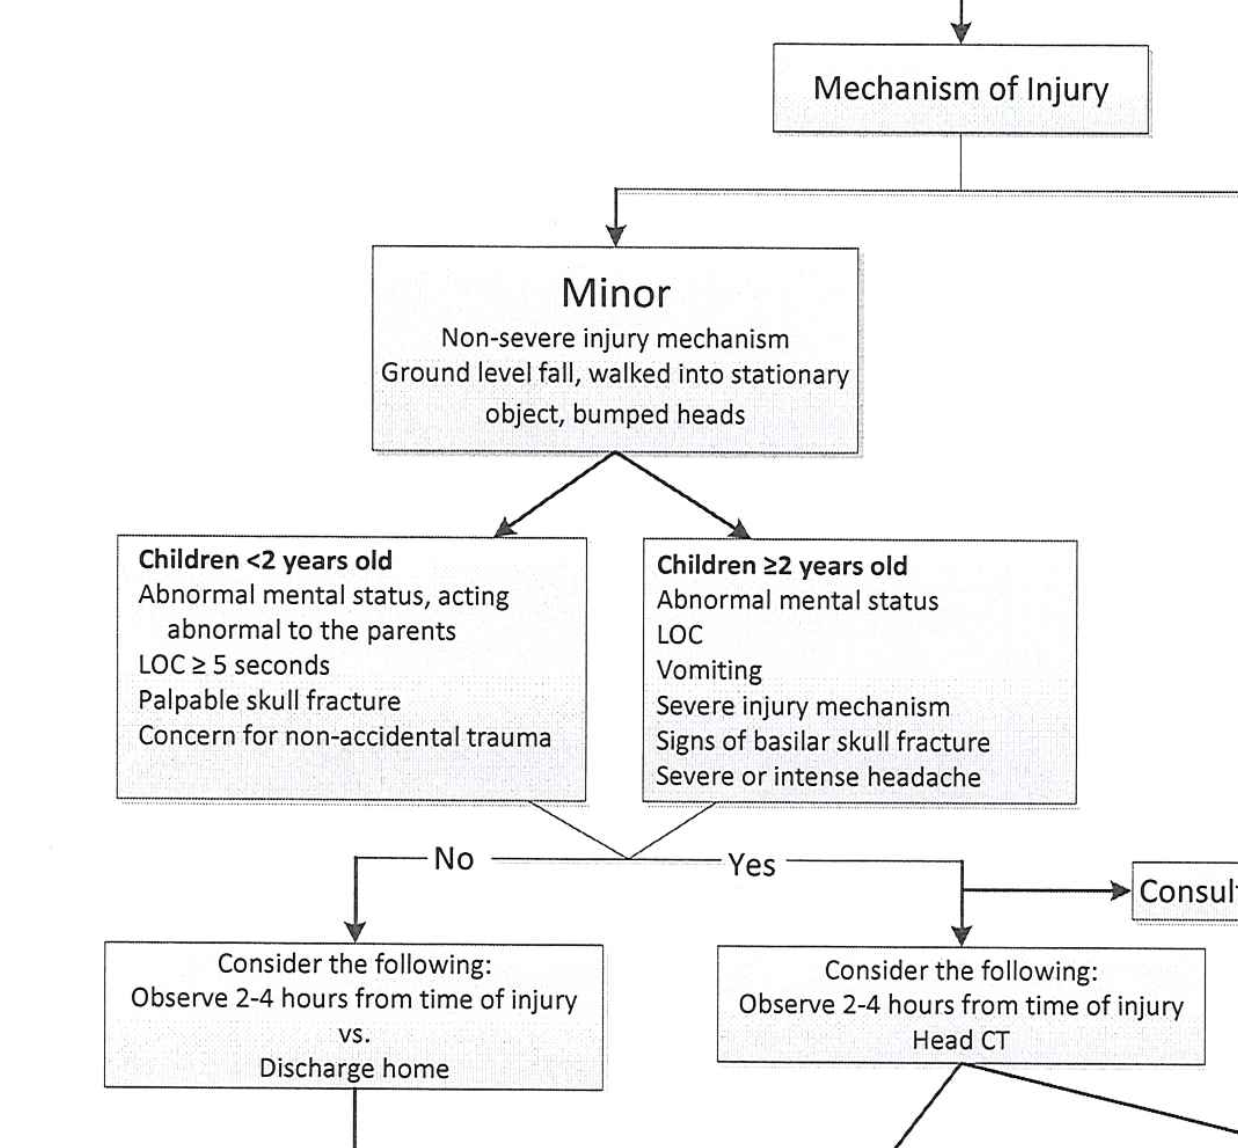 Mechanism of Injury
Minor
Non-severe injury mechanism
Ground level fall, walked into stationary
object, bumped heads
Children <2 years old
Abnormal mental status, acting
abnormal to the parents
LOC ≥ 5 seconds
Palpable skull fracture
Concern for non-accidental trauma
Children ≥2 years old
Abnormal mental status
LOC
Vomiting
Severe injury mechanism
Signs of basilar skull fracture
Severe or intense headache
No
Yes
Consider the following:
Observe 2-4 hours from time of injury
vs.
Discharge home
Consider the following:
Observe 2-4 hours from time of injury
Head CT